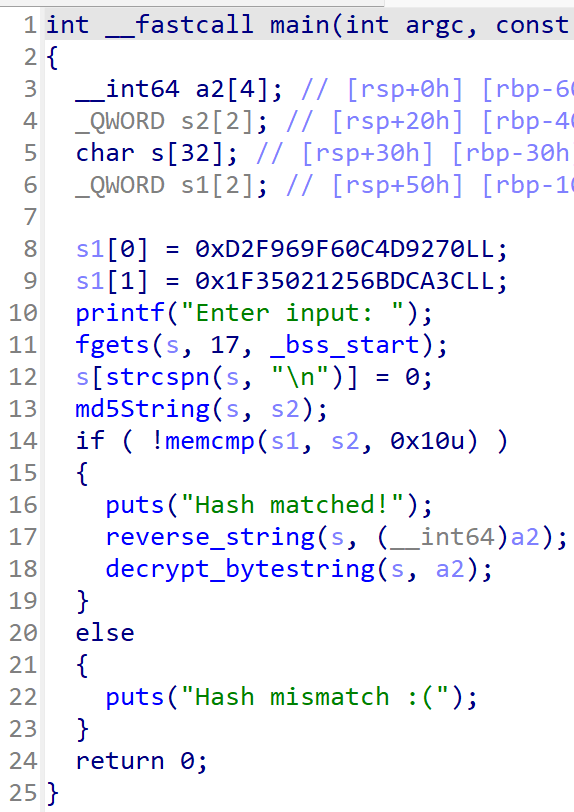 1 int __fastcall main(int argc, const
2 {
3 __int64 a2[4]; // [rsp+0h] [rbp-60
4 _QWORD s2[2]; // [rsp+20h] [rbp-40
5 char s[32]; // [rsp+30h] [rbp-30h
6 _QWORD s1[2]; // [rsp+50h] [rbp-10
7
8 s1[0] = 0xD2F969F60C4D9270LL;
9 s1[1] = 0x1F35021256BDCA3CLL;
10 printf("Enter input: ");
11 fgets(s, 17, _bss_start);
12 s[strcspn(s, "\n")] = 0;
13 md5String(s, s2);
14 if ( !memcmp(s1, s2, 0x10u) )
15 {
16 puts("Hash matched!");
17 reverse_string(s, (__int64)a2);
18 decrypt_bytestring(s, a2);
19 }
20 else
21 {
22 puts("Hash mismatch :(");
23 }
24 return 0;
25 }